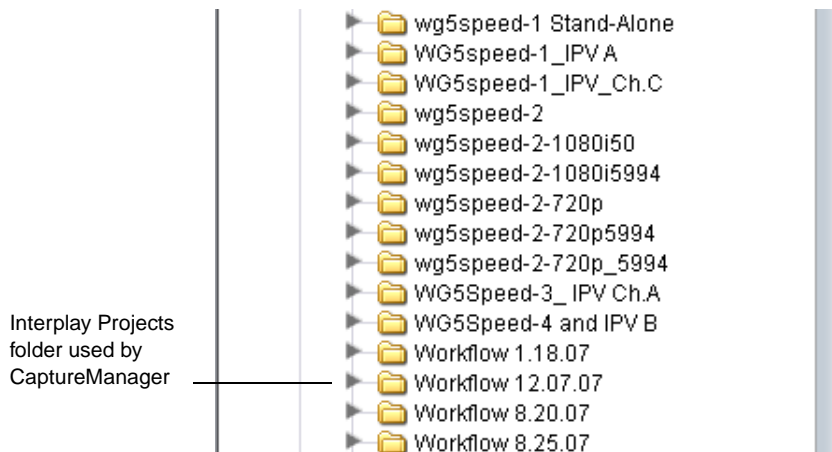 wg5speed-1 Stand-Alone
WG5speed-1_IPV A
WG5speed-1_IPV_Ch.C
wg5speed-2
wg5speed-2-1080i50
wg5speed-2-1080i5994
wg5speed-2-720p
wg5speed-2-720p5994
wg5speed-2-720p_5994
WG5Speed-3_ IPV Ch.A
WG5Speed-4 and IPV B
Workflow 1.18.07
Workflow 12.07.07
Workflow 8.20.07
Workflow 8.25.07
Interplay Projects
folder used by
CaptureManager